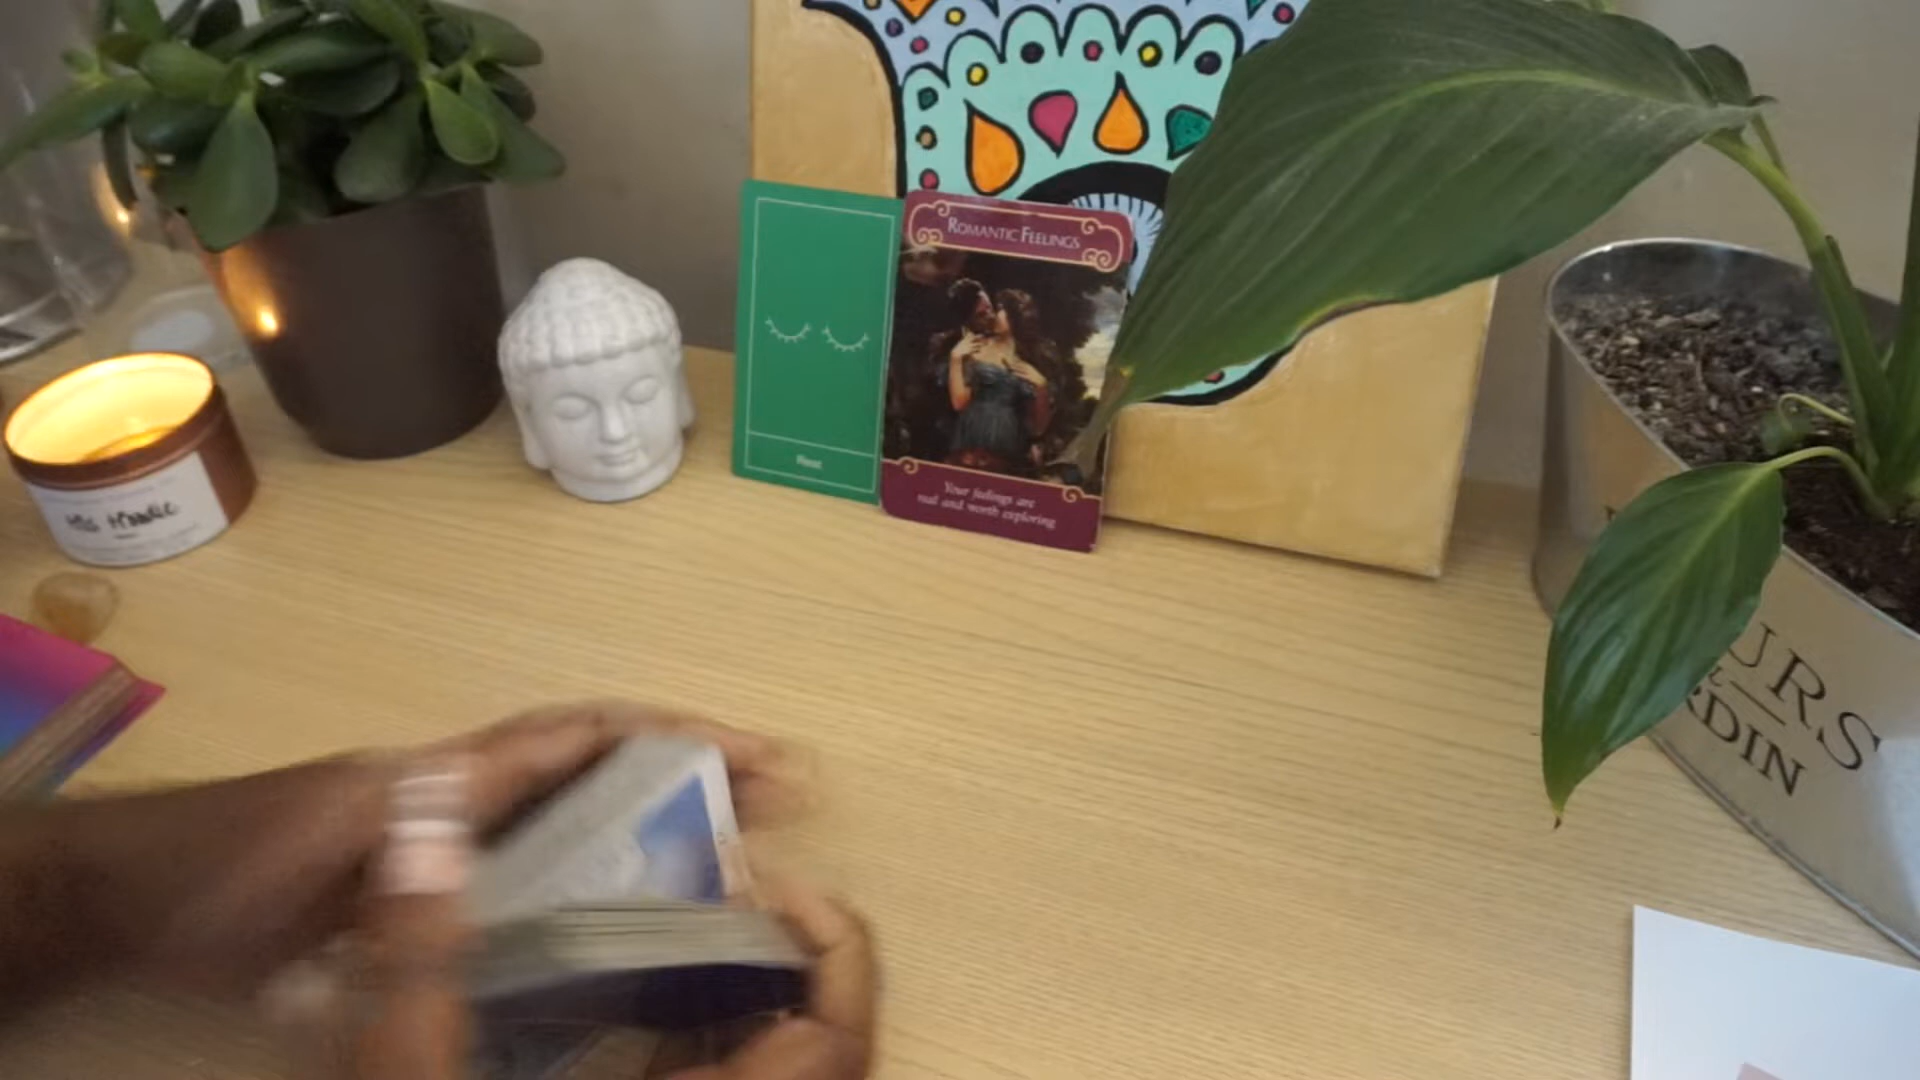 ROMANTIC FEELINGS
Your feelings are
real and worth exploring
Rest
URS
&
RDIN